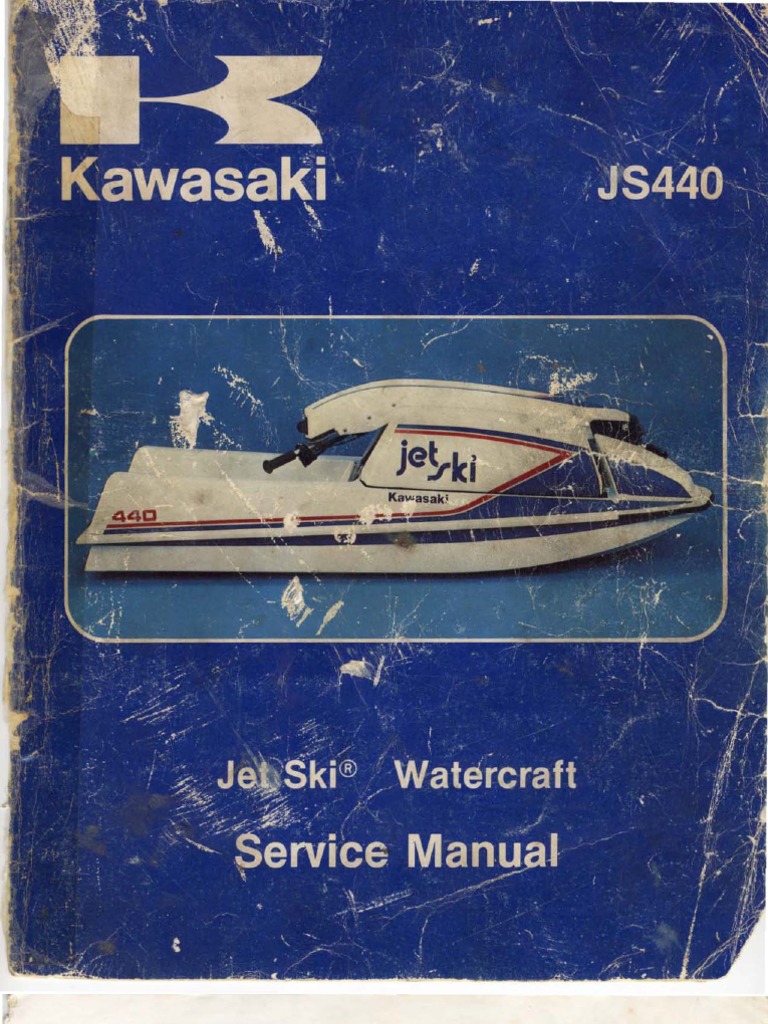 Kawasaki
JS440
jet ski
Kawasaki
440
Jet Ski® Watercraft
Service Manual